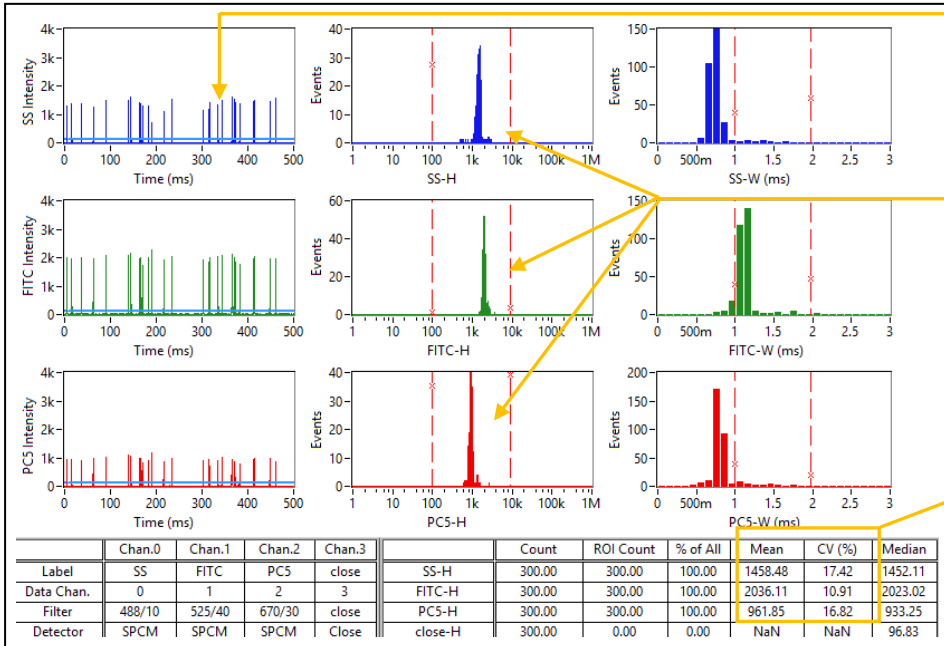 4k 40 150
3k 30
SS Intensity 2k Events 20 Events 100
1k 10 50
0 0 0
0 100 200 300 400 500 1 10 100 1k 10k 100k 1M 0 500m 1 1.5 2 3
Time (ms) SS-H SS-W (ms)
4k 60 150
3k 40 100
FITC Intensity 2k Events Events
1k 20 50
0 0 0
0 100 200 300 400 500 1 10 100 1k 10k 100k 1M 0 500m 1 1.5 2 3
Time (ms) FITC-H FITC-W (ms)
4k 40 200
3k 30 150
PC5 Intensity 2k Events 20 Events 100
1k 10 50
0 0 0
0 100 200 300 400 500 1 10 100 1k 10k 100k 1M 0 500m 1 1.5 2 3
Time (ms) PC5-H PC5-W (ms)
Chan.0 Chan.1 Chan.2 Chan.3 Count ROI Count % of All Mean CV (%) Median
Label SS FITC PC5 close SS-H 300.00 300.00 100.00 1458.48 17.42 1452.11
Data Chan. 0 1 2 3 FITC-H 300.00 300.00 100.00 2036.11 10.91 2023.02
Filter 488/10 525/40 670/30 close PC5-H 300.00 300.00 100.00 961.85 16.82 933.25
Detector SPCM SPCM SPCM Close close-H 300.00 0.00 0.00 NaN NaN 96.83